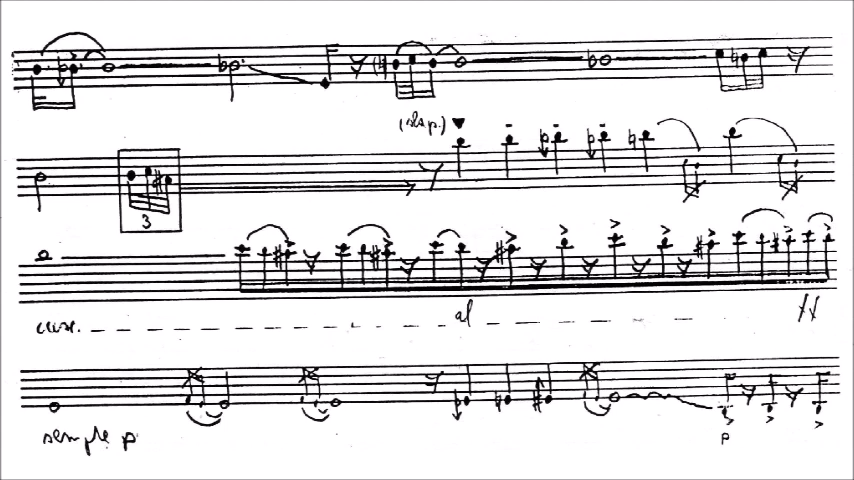 (slap.)
3
cresc. al ff
sempre p
p